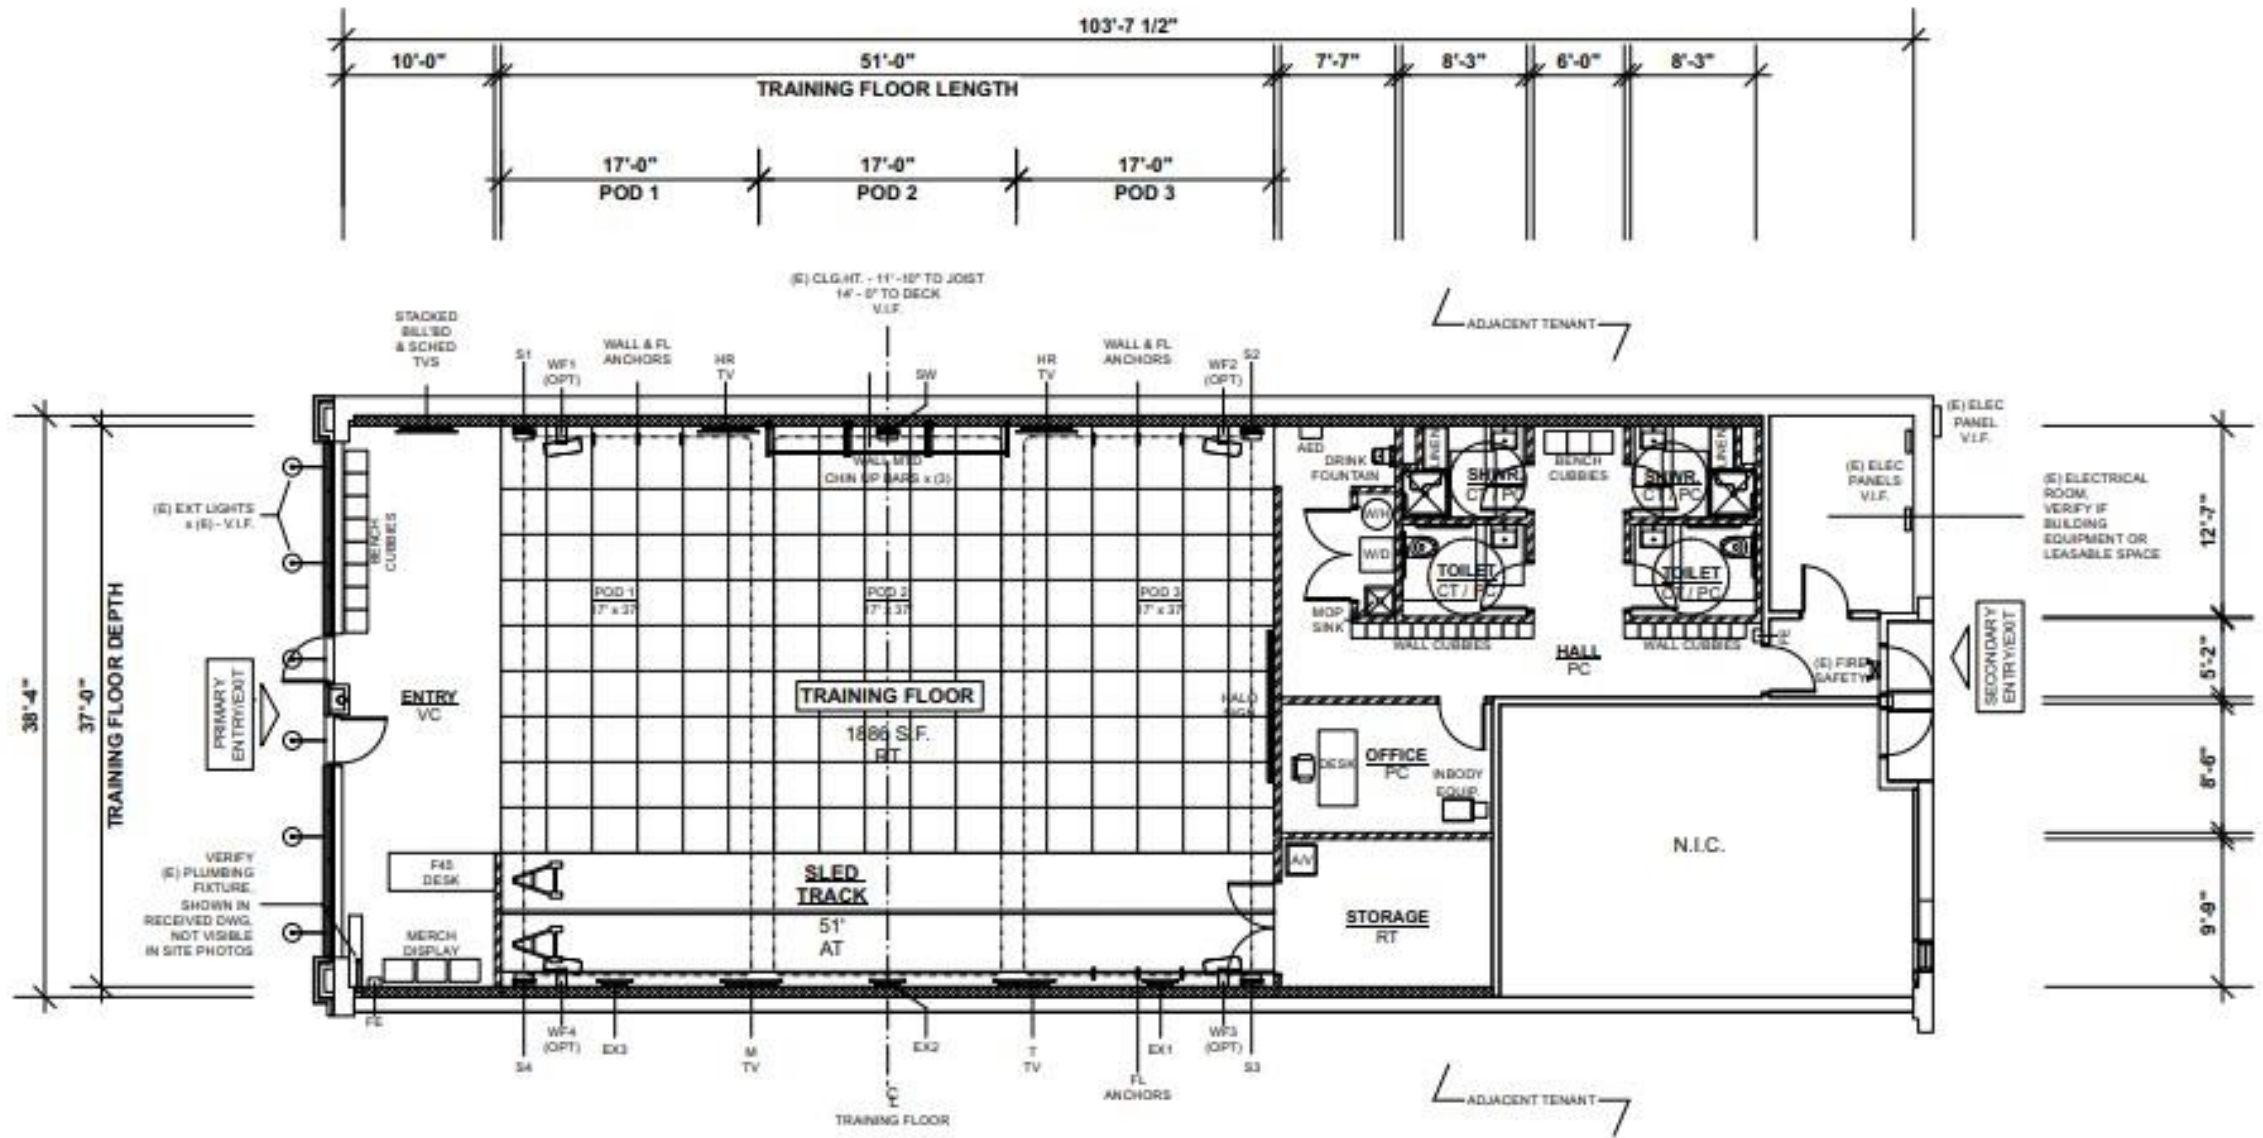 103'-7 1/2"
10'-0"
51'-0"
7'-7"
8'-3"
6'-0"
8'-3"
TRAINING FLOOR LENGTH
17'-0"
17'-0"
17'-0"
POD 1
POD 2
POD 3
(E) CLG.HT. - 11'-10" TO JOIST
14' - 0" TO DECK
V.I.F.
STACKED
BILL'BD
& SCHED
TVS
S1
WF1
(OPT)
WALL & FL
ANCHORS
HR
TV
SW
HR
TV
WALL & FL
ANCHORS
WF2
(OPT)
S2
ADJACENT TENANT
(E) ELEC
PANEL
V.I.F.
(E) EXT LIGHTS
x (6) - V.I.F.
BENCH
CUBBIES
WALL MTD
CHIN UP BARS x (3)
AED
DRINK
FOUNTAIN
LINEN
SHWR.
CT / PC
BENCH
CUBBIES
SHWR.
CT / PC
LINEN
(E) ELEC
PANELS
V.I.F.
(E) ELECTRICAL
ROOM,
VERIFY IF
BUILDING
EQUIPMENT OR
LEASABLE SPACE
W/H
W/D
MOP
SINK
TOILET
CT / PC
TOILET
CT / PC
POD 1
17' x 37'
POD 2
17' x 37'
POD 3
17' x 37'
WALL CUBBIES
WALL CUBBIES
FE
HALL
PC
(E) FIRE
SAFETY
SECONDARY
ENTRY/EXIT
PRIMARY
ENTRY/EXIT
ENTRY
VC
TRAINING FLOOR
1886 S.F.
RT
HALO
SIGN
OFFICE
PC
DESK
INBODY
EQUIP.
N.I.C.
38'-4"
37'-0"
TRAINING FLOOR DEPTH
12'-7"
5'-2"
8'-6"
9'-9"
F45
DESK
SLED
TRACK
51'
AT
A/V
STORAGE
RT
VERIFY
(E) PLUMBING
FIXTURE.
SHOWN IN
RECEIVED DWG.
NOT VISIBLE
IN SITE PHOTOS
MERCH
DISPLAY
FE
S4
WF4
(OPT)
EX3
M
TV
EX2
T
TV
FL
ANCHORS
EX1
WF3
(OPT)
S3
CL
TRAINING FLOOR
ADJACENT TENANT